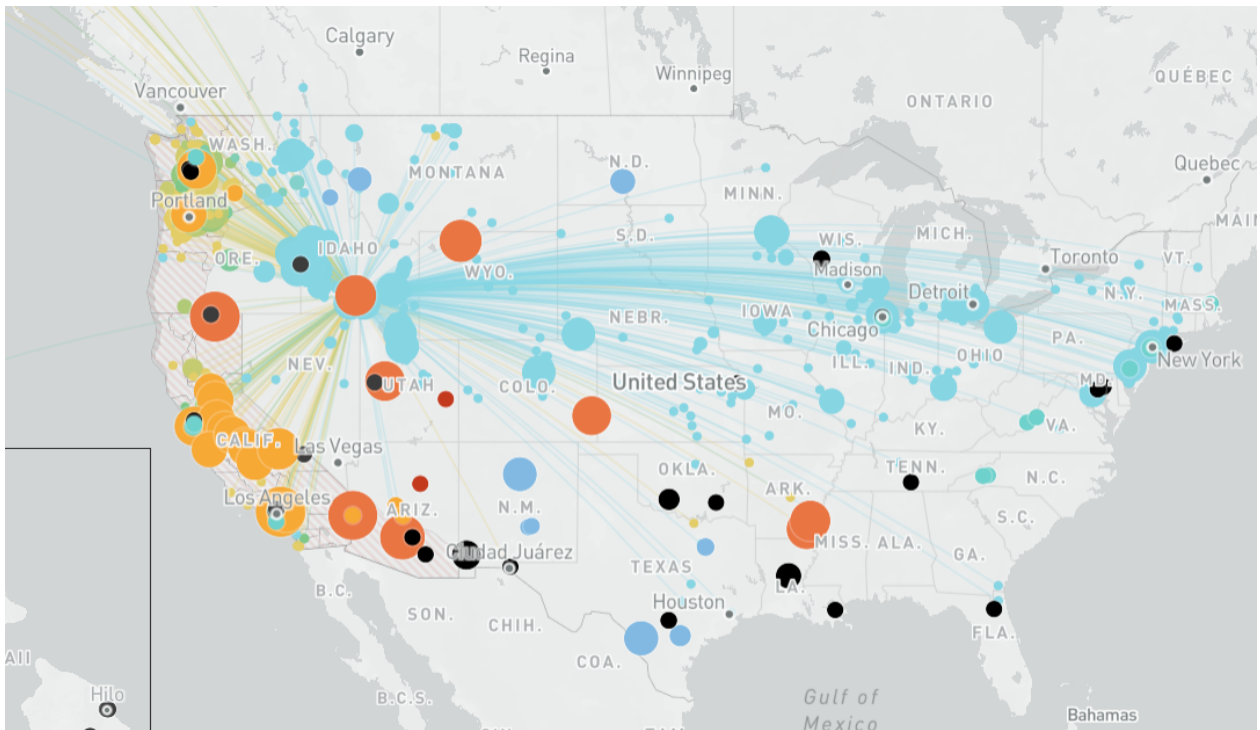 Calgary
Regina
Winnipeg
QUÉBEC
Vancouver
ONTARIO
WASH.
MONTANA
N.D.
Quebec
MINN.
Portland
MAIN
IDAHO
S.D.
WIS.
MICH.
ORE.
WYO.
Toronto
VT.
Madison
Detroit
N.Y.
MASS.
NEBR.
IOWA
Chicago
PA.
NEV.
ILL.
IND.
OHIO
New York
UTAH
COLO.
United States
MD.
MO.
CALIF.
Las Vegas
KY.
VA.
OKLA.
TENN.
N.C.
Los Angeles
ARIZ.
N.M.
ARK.
S.C.
Ciudad Juárez
MISS.
ALA.
GA.
TEXAS
B.C.
LA.
SON.
CHIH.
Houston
FLA.
AII
COA.
Hilo
B.C.S.
Gulf of
Mexico
Bahamas